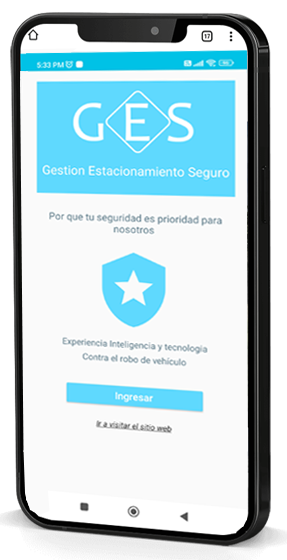 17
5:33 PM
GES
Gestion Estacionamiento Seguro
Por que tu seguridad es prioridad para
nosotros
Experiencia Inteligencia y tecnologia
Contra el robo de vehículo
Ingresar
Ir a visitar el sitio web